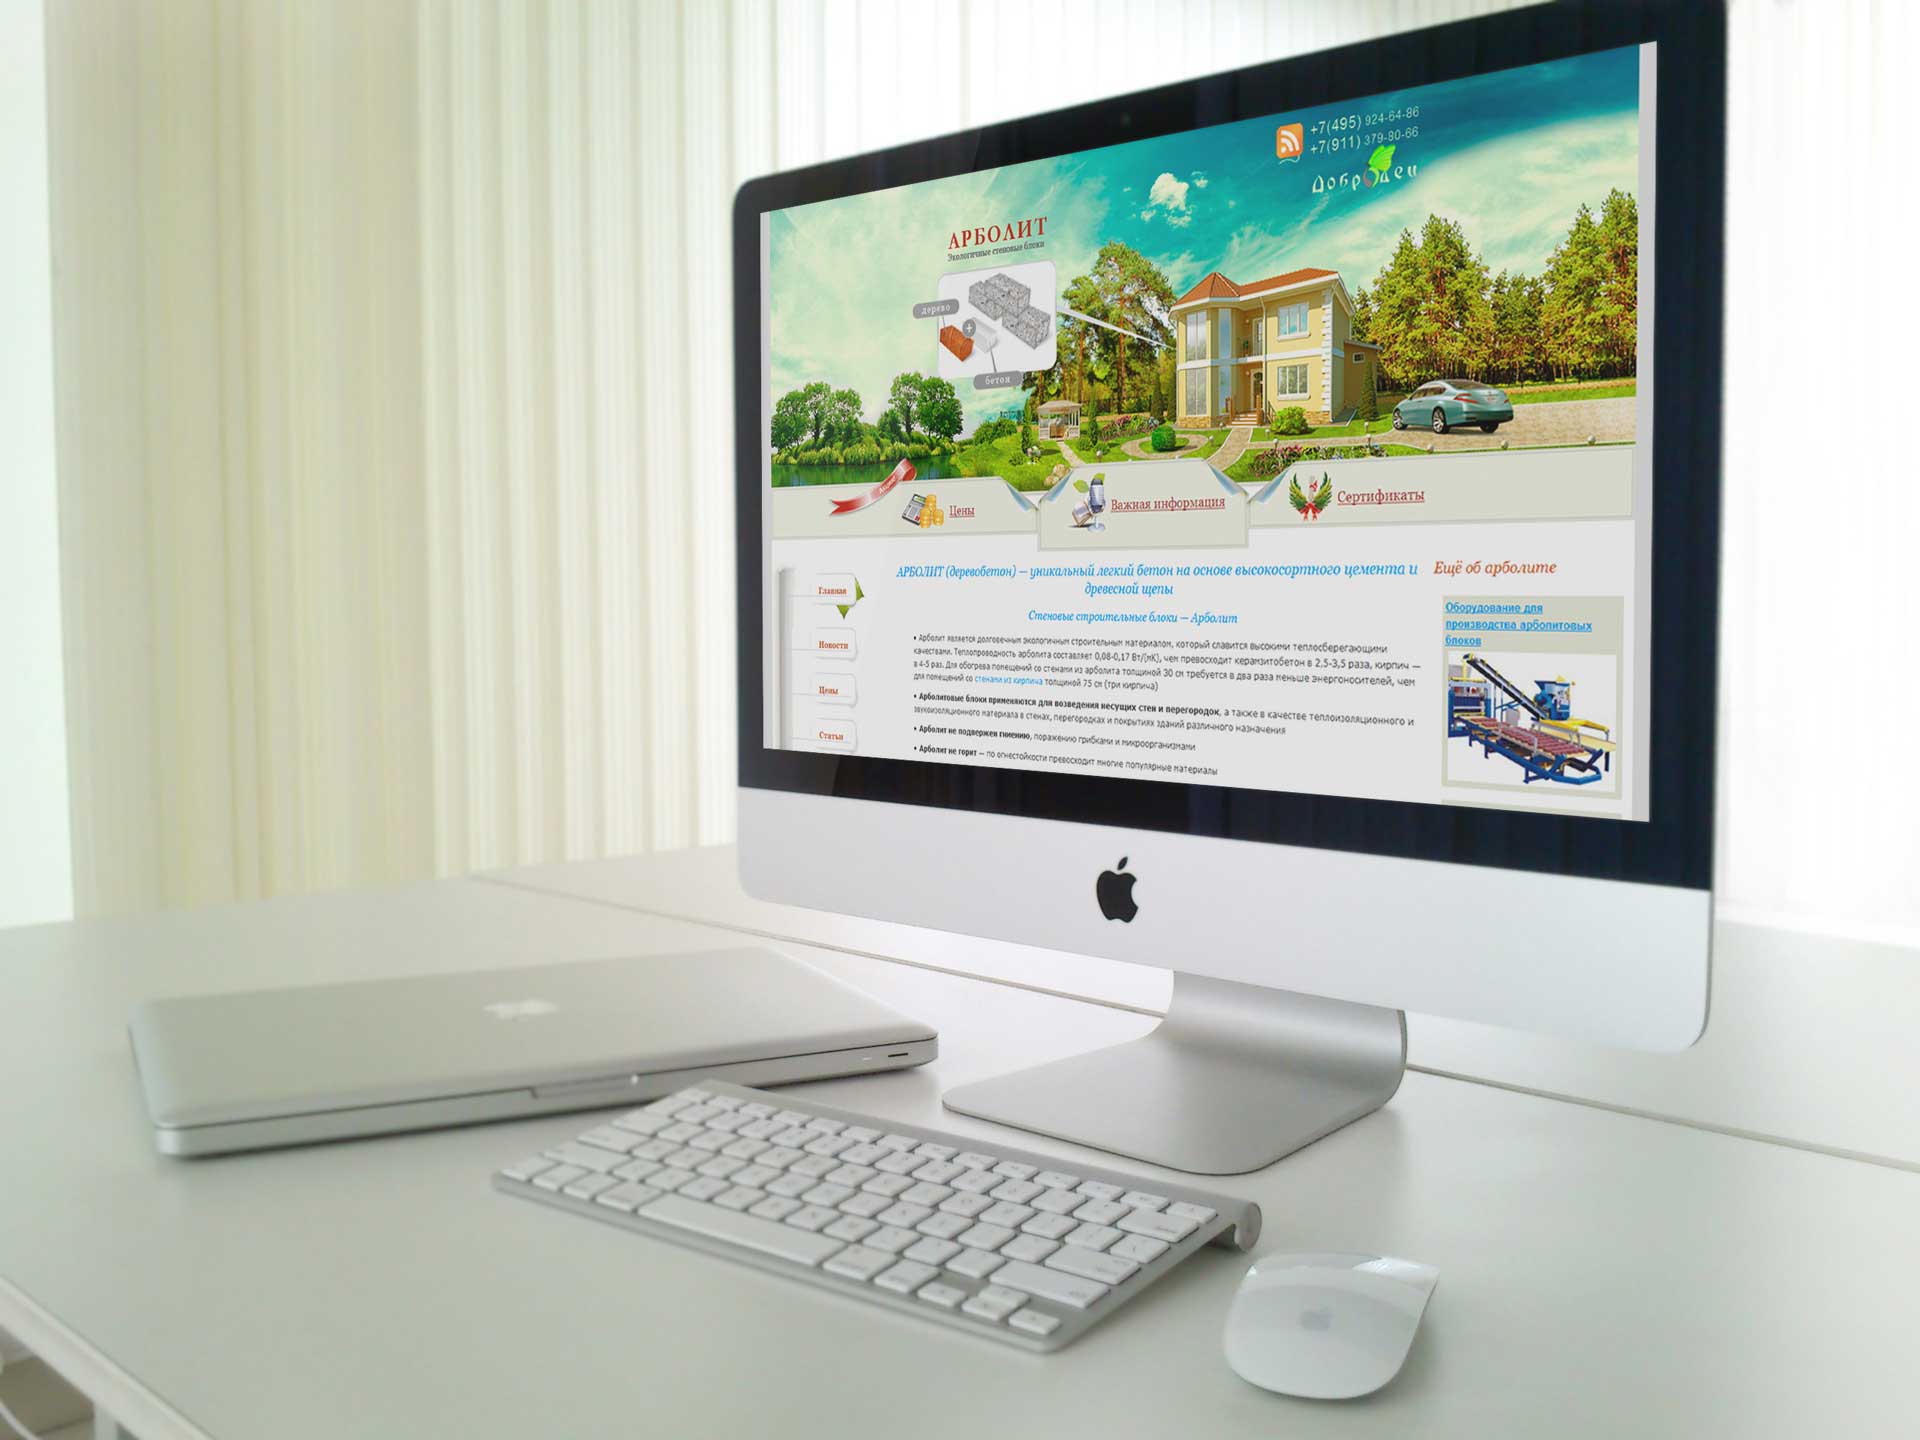 +7(495) 924-64-86
+7(911) 379-80-66
Добродец
АРБОЛИТ
Экологичные стеновые блоки
дерево
+
бетон
Акция!
Цены
Важная информация
Сертификаты
Главная
Новости
Цены
Статьи
АРБОЛИТ (деревобетон) — уникальный легкий бетон на основе высокосортного цемента и
древесной щепы
Стеновые строительные блоки — Арболит
• Арболит является долговечным экологичным строительным материалом, который славится высокими теплосберегающими
качествами. Теплопроводность арболита составляет 0,08-0,17 Вт/(мК), чем превосходит керамзитобетон в 2,5-3,5 раза, кирпич —
в 4-5 раз. Для обогрева помещений со стенами из арболита толщиной 30 см требуется в два раза меньше энергоносителей, чем
для помещений со стенами из кирпича толщиной 75 см (три кирпича)
• Арболитовые блоки применяются для возведения несущих стен и перегородок, а также в качестве теплоизоляционного и
звукоизоляционного материала в стенах, перегородках и покрытиях зданий различного назначения
• Арболит не подвержен гниению, поражению грибками и микроорганизмами
• Арболит не горит — по огнестойкости превосходит многие популярные материалы
Ещё об арболите
Оборудование для
производства арболитовых
блоков